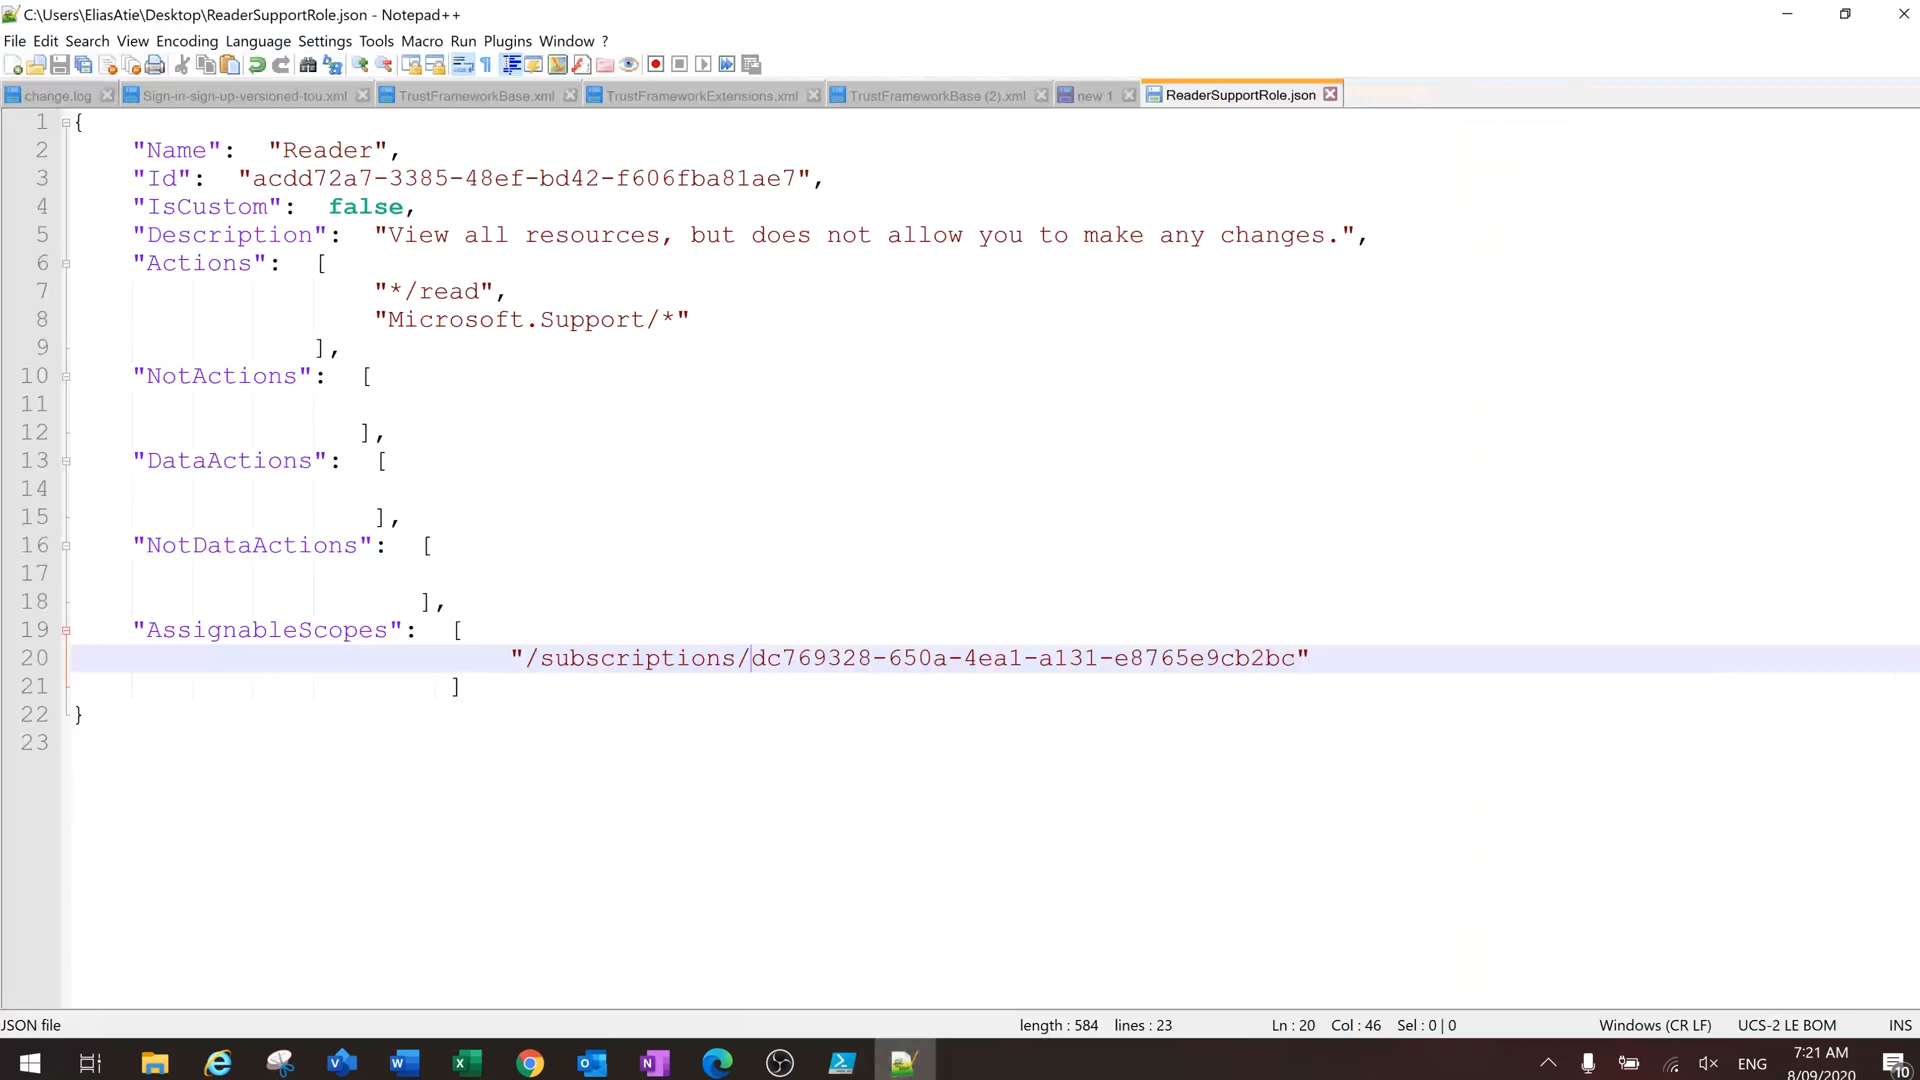 C:\Users\EliasAtie\Desktop\ReaderSupportRole.json - Notepad++
File Edit Search View Encoding Language Settings Tools Macro Run Plugins Window ?
change.log Sign-in-sign-up-versioned-tou.xml TrustFrameworkBase.xml TrustFrameworkExtensions.xml TrustFrameworkBase (2).xml new 1 ReaderSupportRole.json
1 {
2 "Name": "Reader",
3 "Id": "acdd72a7-3385-48ef-bd42-f606fba81ae7",
4 "IsCustom": false,
5 "Description": "View all resources, but does not allow you to make any changes.",
6 "Actions": [
7 "*/read",
8 "Microsoft.Support/*"
9 ],
10 "NotActions": [
11
12 ],
13 "DataActions": [
14
15 ],
16 "NotDataActions": [
17
18 ],
19 "AssignableScopes": [
20 "/subscriptions/dc769328-650a-4ea1-a131-e8765e9cb2bc"
21 ]
22 }
23
JSON file length : 584 lines : 23 Ln : 20 Col : 46 Sel : 0 | 0 Windows (CR LF) UCS-2 LE BOM INS
ENG 7:21 AM
8/09/2020 10